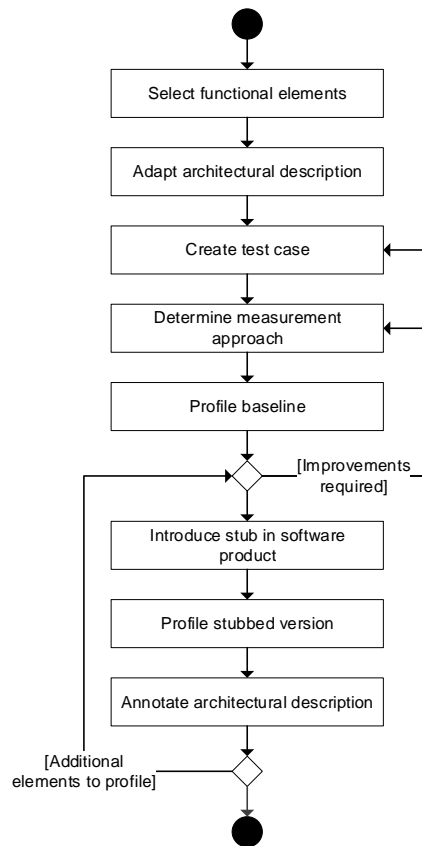 Select functional elements
Adapt architectural description
Create test case
Determine measurement
approach
Profile baseline
[Improvements
required]
Introduce stub in software
product
Profile stubbed version
Annotate architectural description
[Additional
elements to profile]